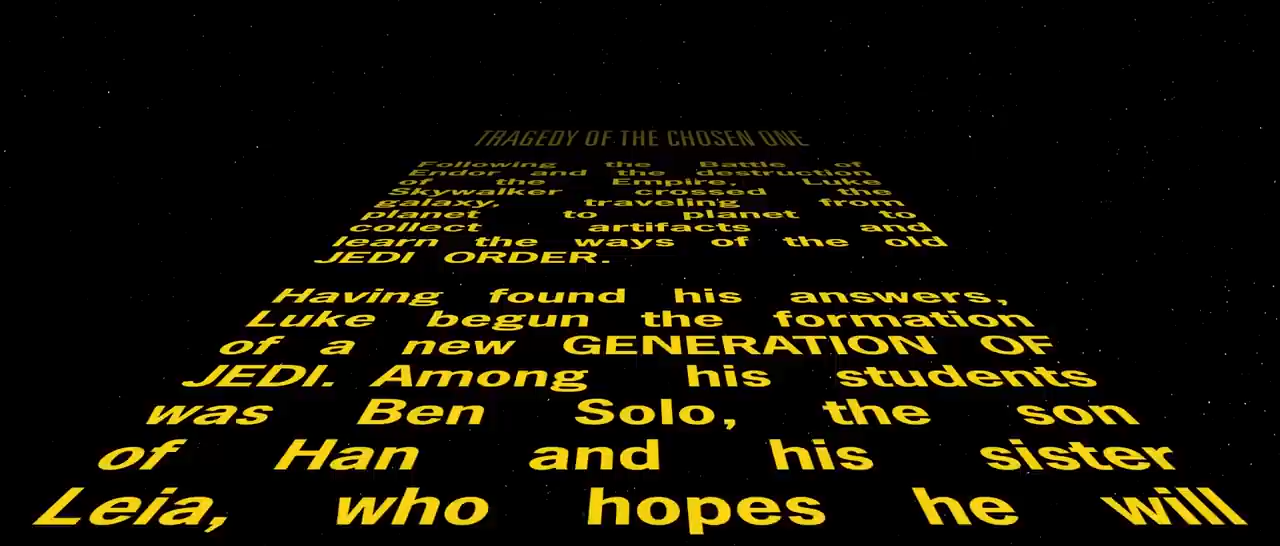 TRAGEDY OF THE CHOSEN ONE
Following the Battle of
Endor and the destruction
of the Empire, Luke
Skywalker crossed the
galaxy, traveling from
planet to planet to
collect artifacts and
learn the ways of the old
JEDI ORDER.
Having found his answers,
Luke begun the formation
of a new GENERATION OF
JEDI. Among his students
was Ben Solo, the son
of Han and his sister
Leia, who hopes he will